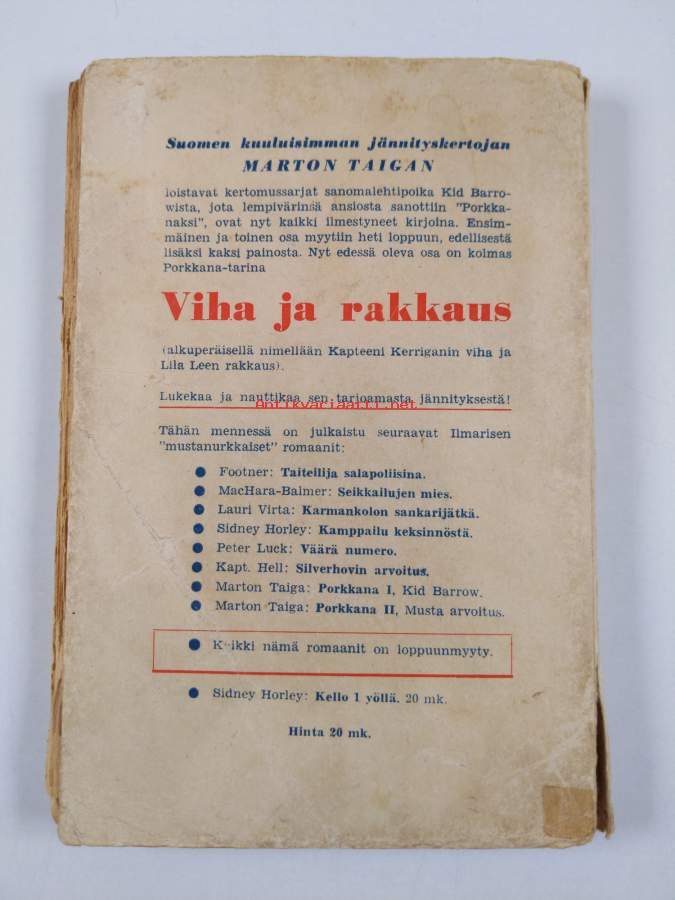 Suomen kuuluisimman jännityskertojan
MARTON TAIGAN
loistavat kertomussarjat sanomalehtipoika Kid Barro-
wista, jota lempivärinsä ansiosta sanottiin "Porkka-
naksi", ovat nyt kaikki ilmestyneet kirjoina. Ensim-
mäinen ja toinen osa myytiin heti loppuun, edellisestä
lisäksi kaksi painosta. Nyt edessä oleva osa on kolmas
Porkkana-tarina
Viha ja rakkaus
(alkuperäisellä nimellään Kapteeni Kerriganin viha ja
Lila Leen rakkaus).
Lukekaa ja nauttikaa sen tarjoamasta jännityksestä!
Antikvariaatti.net
Tähän mennessä on julkaistu seuraavat Ilmarisen
"mustanurkkaiset" romaanit:
● Footner: Taiteilija salapoliisina.
● MacHara-Balmer: Seikkailujen mies.
● Lauri Virta: Karmankolon sankarijätkä.
● Sidney Horley: Kamppailu keksinnöstä.
● Peter Luck: Väärä numero.
● Kapt. Hell: Silverhovin arvoitus.
● Marton Taiga: Porkkana I, Kid Barrow.
● Marton Taiga: Porkkana II, Musta arvoitus.
● Kaikki nämä romaanit on loppuunmyyty.
● Sidney Horley: Kello 1 yöllä. 20 mk.
Hinta 20 mk.